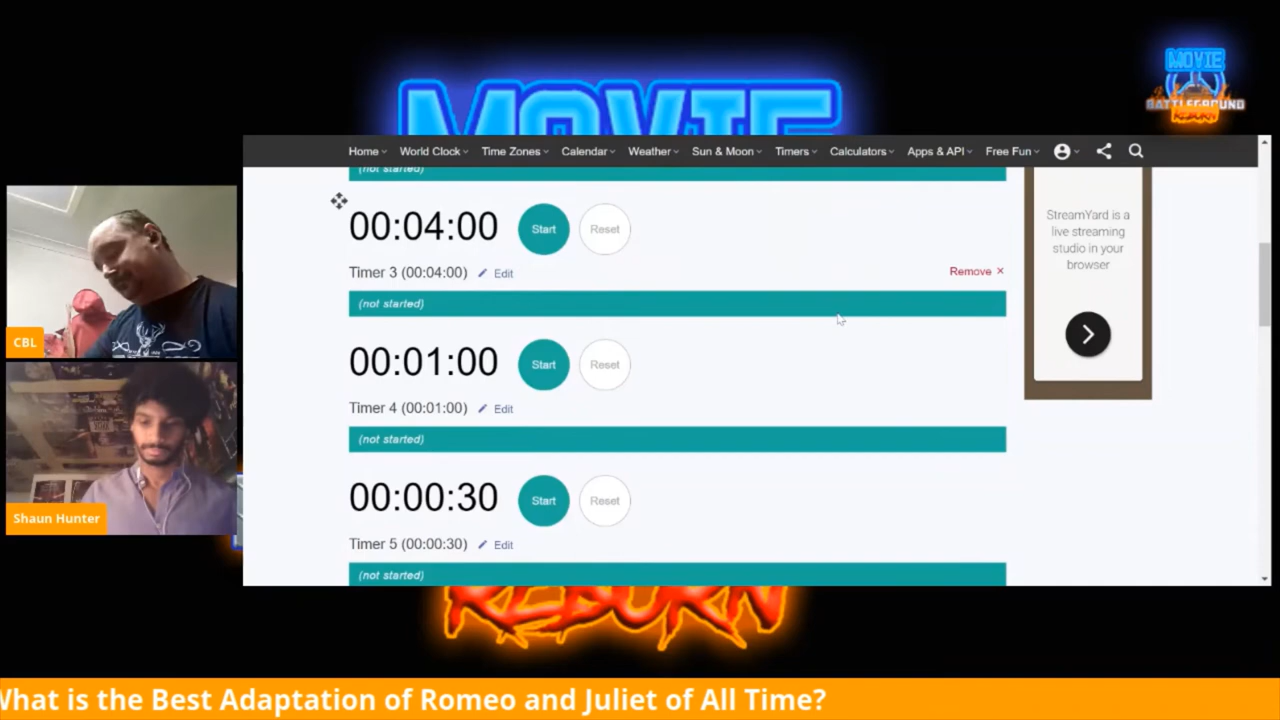 MOVIE
MOVIE
BATTLEGROUND
REBORN
Home
World Clock
Time Zones
Calendar
Weather
Sun & Moon
Timers
Calculators
Apps & API
Free Fun
(not started)
00:04:00
Start
Reset
Timer 3 (00:04:00)
Edit
Remove ×
(not started)
00:01:00
Start
Reset
Timer 4 (00:01:00)
Edit
(not started)
00:00:30
Start
Reset
Timer 5 (00:00:30)
Edit
(not started)
StreamYard is a
live streaming
studio in your
browser
CBL
Shaun Hunter
REBORN
What is the Best Adaptation of Romeo and Juliet of All Time?